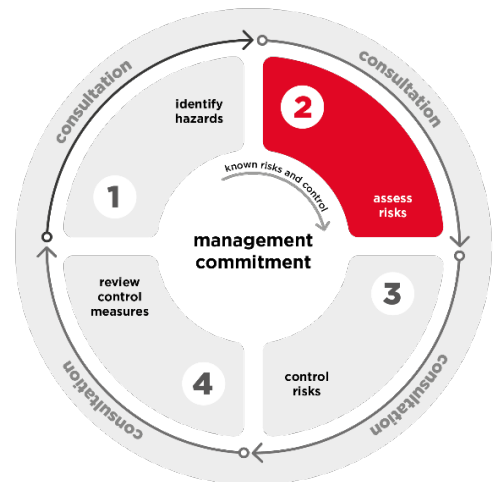 consultation
consultation
identify
hazards
1
2
assess
risks
known risks and control
management
commitment
review
control
measures
4
3
control
risks
consultation
consultation